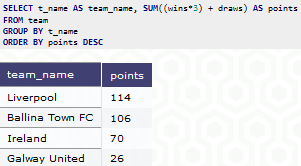 SELECT t_name AS team_name, SUM((wins*3) + draws) AS points
FROM team
GROUP BY t_name
ORDER BY points DESC
team_name points
Liverpool 114
Ballina Town FC 106
Ireland 70
Galway United 26